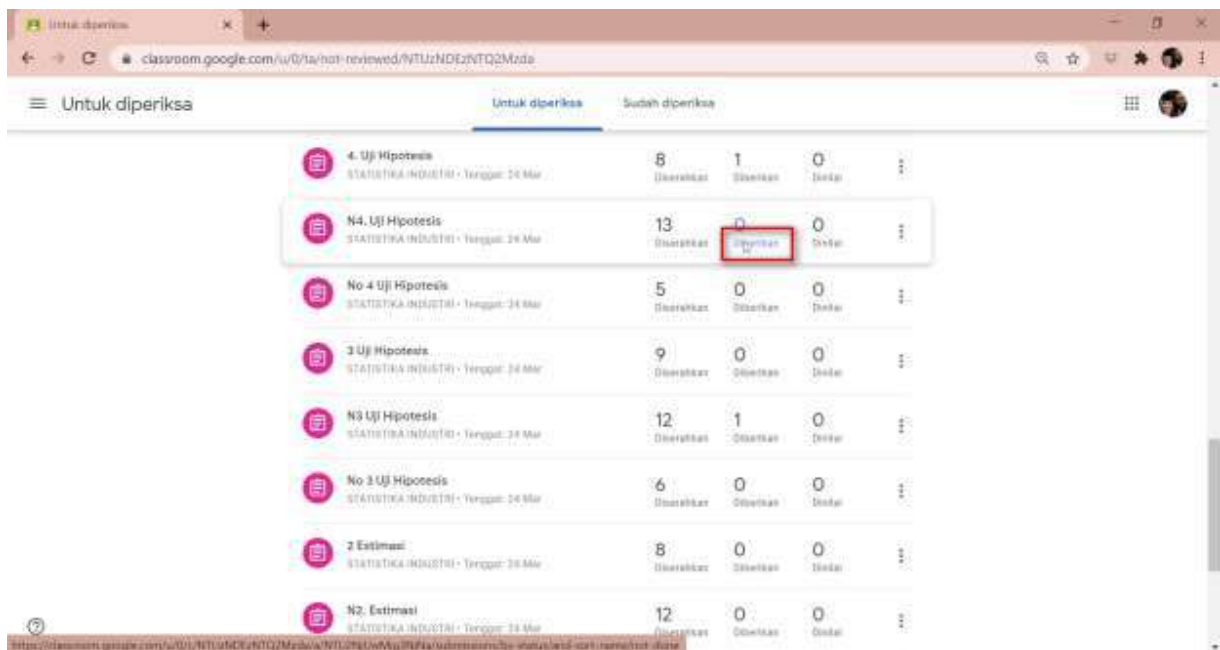 Untuk diperiksa
classroom.google.com/u/0/ta/not-reviewed/NTUzNDEzNTQ2Mzda
Untuk diperiksa
Untuk diperiksa Sudah diperiksa
4. Uji Hipotesis 8 1 0
STATISTIKA INDUSTRI • Tenggat: 24 Mar Diserahkan Diberikan Dinilai
N4. Uji Hipotesis 13 0 0
STATISTIKA INDUSTRI • Tenggat: 24 Mar Diserahkan Diberikan Dinilai
No 4 Uji Hipotesis 5 0 0
STATISTIKA INDUSTRI • Tenggat: 24 Mar Diserahkan Diberikan Dinilai
3 Uji Hipotesis 9 0 0
STATISTIKA INDUSTRI • Tenggat: 24 Mar Diserahkan Diberikan Dinilai
N3 Uji Hipotesis 12 1 0
STATISTIKA INDUSTRI • Tenggat: 24 Mar Diserahkan Diberikan Dinilai
No 3 Uji Hipotesis 6 0 0
STATISTIKA INDUSTRI • Tenggat: 24 Mar Diserahkan Diberikan Dinilai
2 Estimasi 8 0 0
STATISTIKA INDUSTRI • Tenggat: 24 Mar Diserahkan Diberikan Dinilai
N2. Estimasi 12 0 0
STATISTIKA INDUSTRI • Tenggat: 24 Mar Diserahkan Diberikan Dinilai